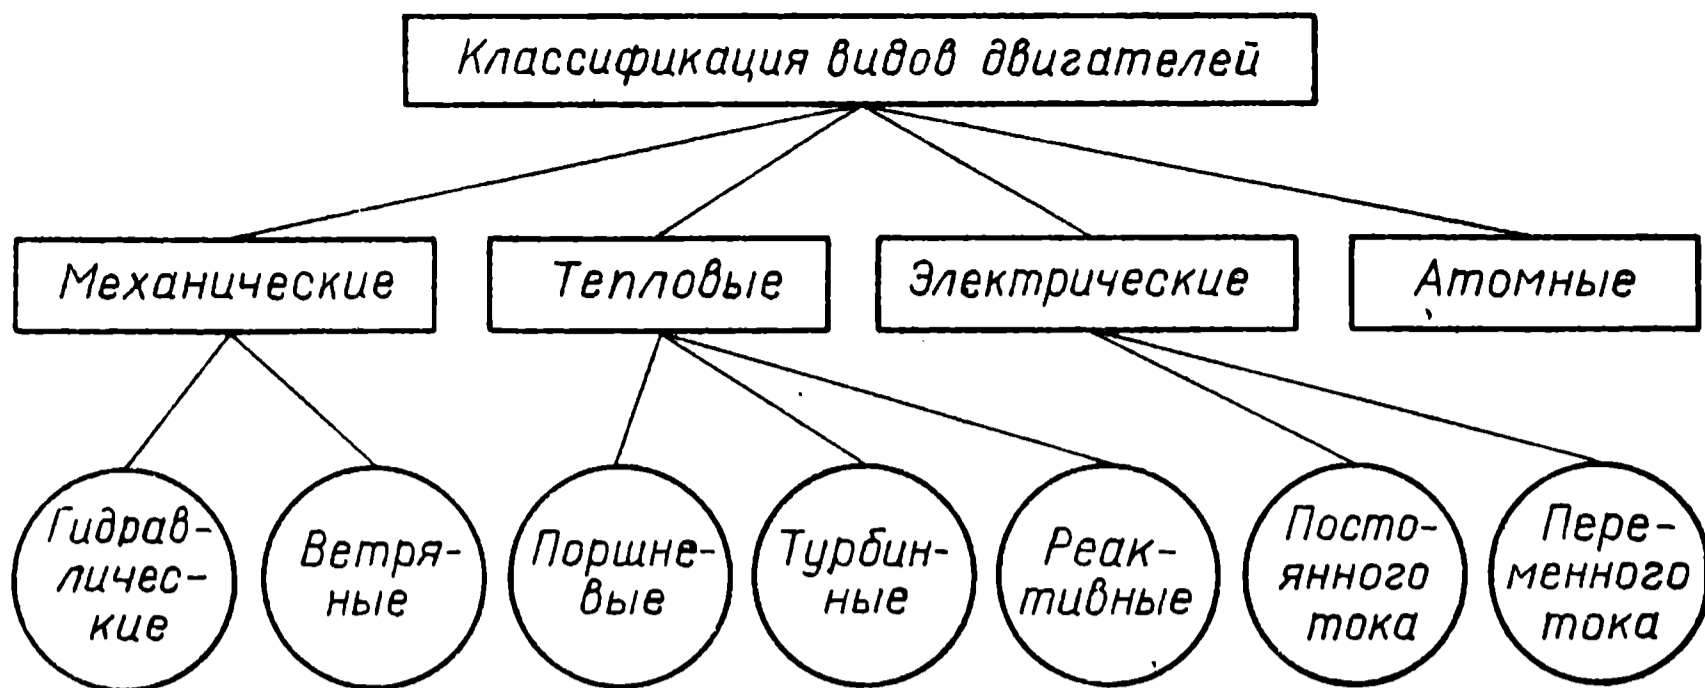 Классификация видов двигателей
Механические
Тепловые
Электрические
Атомные
Гидрав-
личес-
кие
Ветря-
ные
Поршне-
вые
Турбин-
ные
Реак-
тивные
Посто-
янного
тока
Пере-
менного
тока